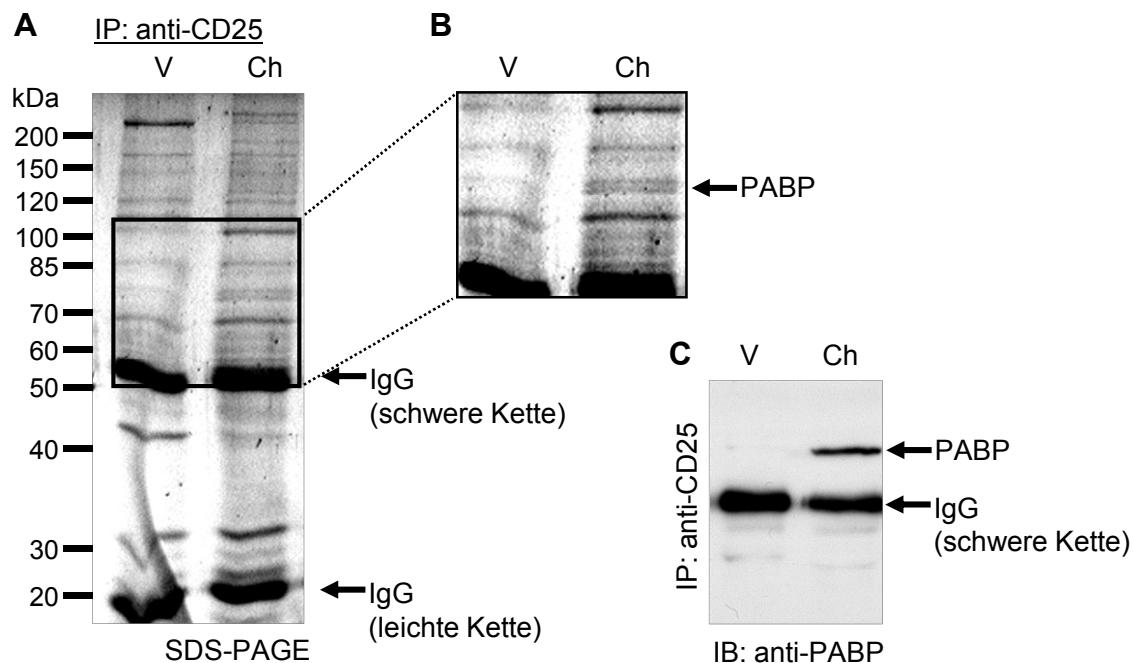 A
IP: anti-CD25
V Ch
kDa
200
150
120
100
85
70
60
50
40
30
20
IgG
(schwere Kette)
IgG
(leichte Kette)
SDS-PAGE
B
V Ch
PABP
C
V Ch
IP: anti-CD25
PABP
IgG
(schwere Kette)
IB: anti-PABP